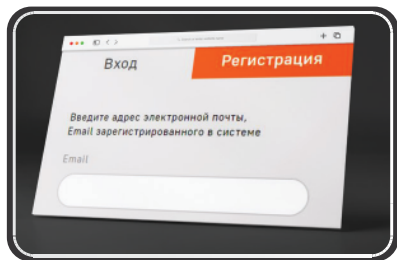 Вход
Регистрация
Введите адрес электронной почты,
Email зарегистрированного в системе
Email